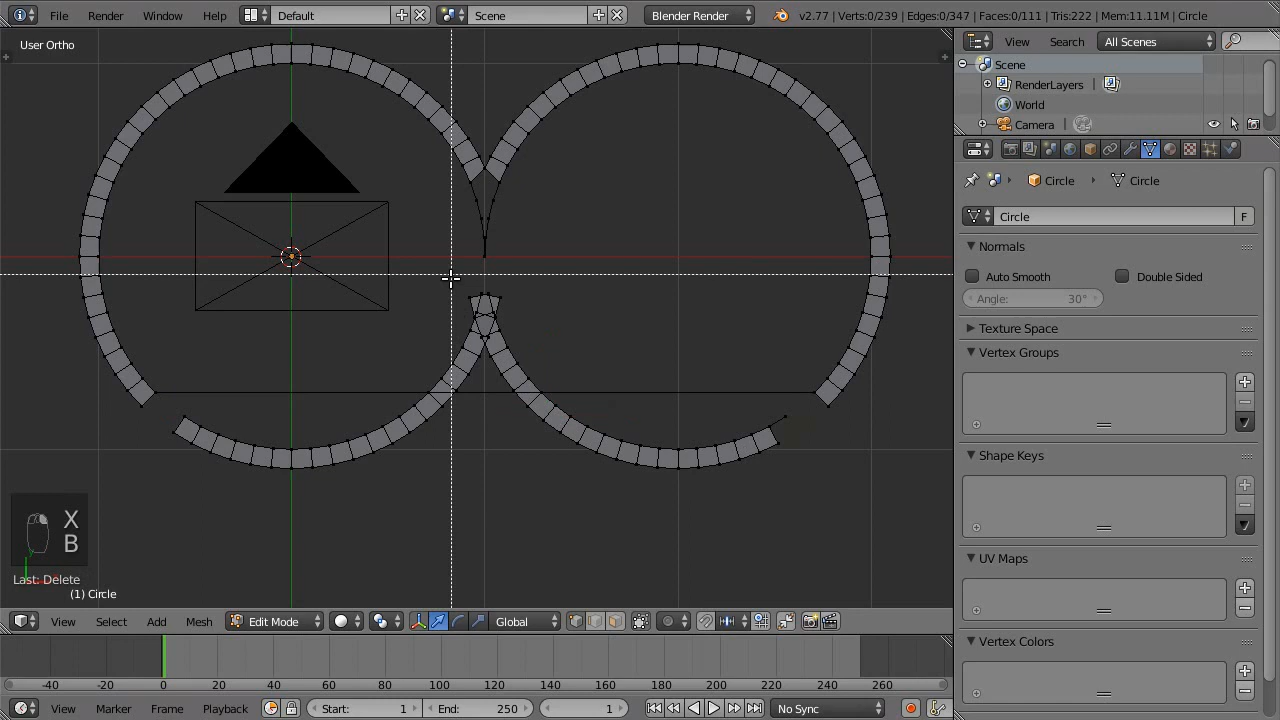 File Render Window Help Default Scene Blender Render v2.77 | Verts:0/239 | Edges:0/347 | Faces:0/111 | Tris:222 | Mem:11.11M | Circle
User Ortho
View Search All Scenes
Scene
RenderLayers
World
Camera
Circle Circle
Circle F
Normals
Auto Smooth Double Sided
Angle: 30°
Texture Space
Vertex Groups
Shape Keys
UV Maps
Vertex Colors
X
B
Last: Delete
(1) Circle
View Select Add Mesh Edit Mode Global
-40 -20 0 20 40 60 80 100 120 140 160 180 200 220 240 260
View Marker Frame Playback Start: 1 End: 250 1 No Sync